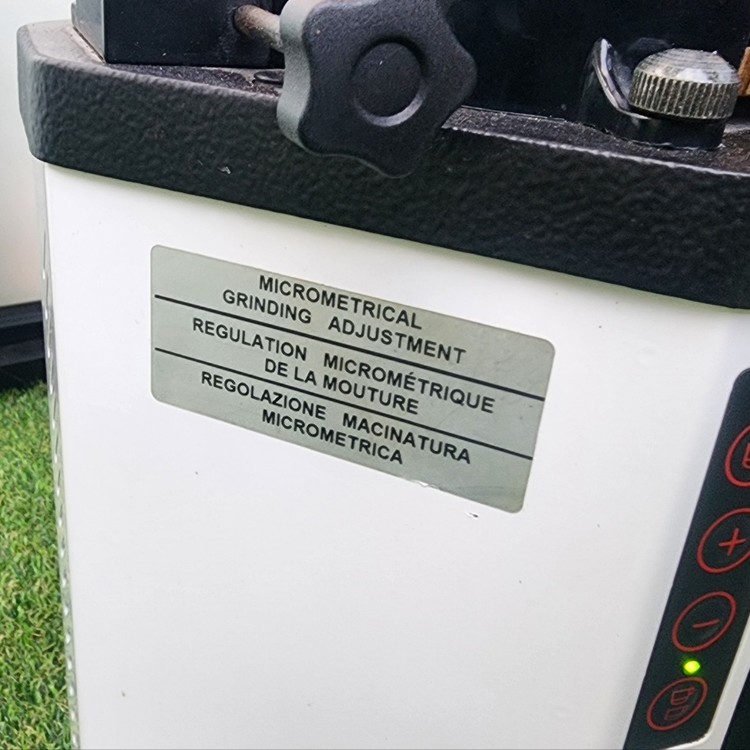 MICROMETRICAL
GRINDING ADJUSTMENT
REGULATION MICROMÉTRIQUE
DE LA MOUTURE
REGOLAZIONE MACINATURA
MICROMETRICA